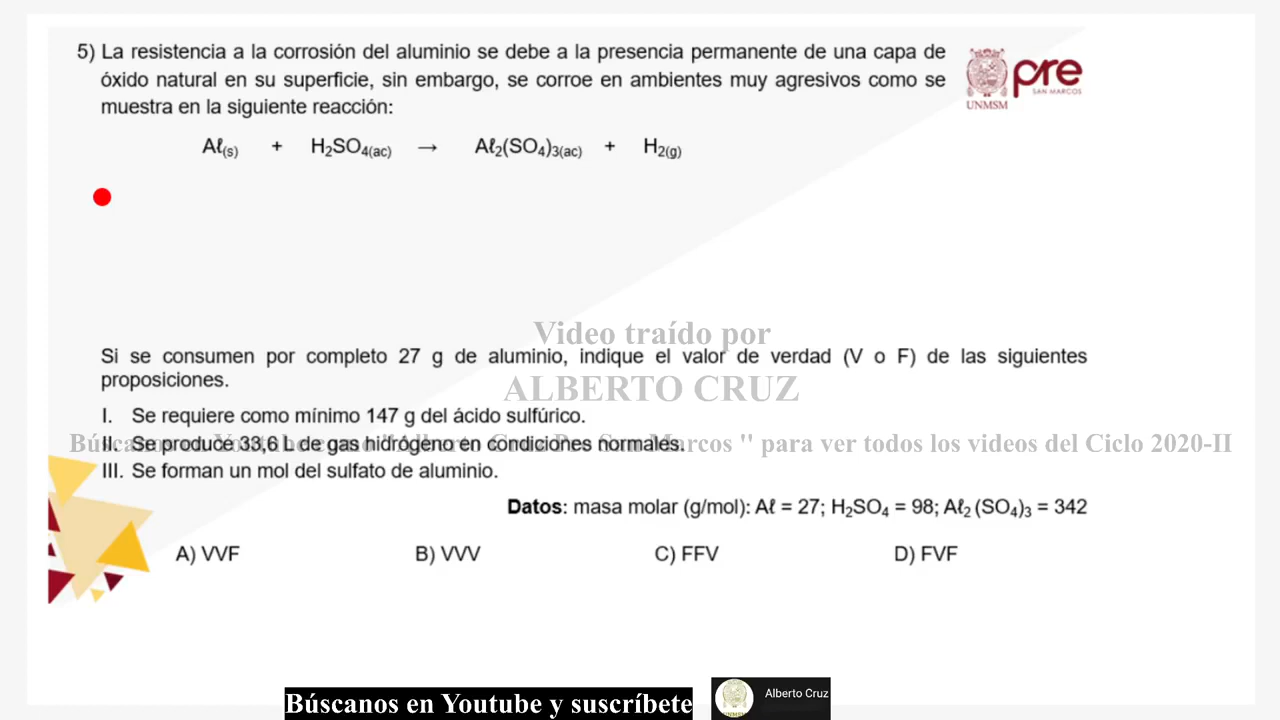 5) La resistencia a la corrosión del aluminio se debe a la presencia permanente de una capa de
óxido natural en su superficie, sin embargo, se corroe en ambientes muy agresivos como se
muestra en la siguiente reacción:
pre
SAN MARCOS
UNMSM
Aℓ(s) + H₂SO₄(ac) → Aℓ₂(SO₄)₃(ac) + H₂(g)
Video traído por
Si se consumen por completo 27 g de aluminio, indique el valor de verdad (V o F) de las siguientes
proposiciones.
ALBERTO CRUZ
I. Se requiere como mínimo 147 g del ácido sulfúrico.
II. Se produce 33,6 L de gas hidrógeno en condiciones normales.
Marcos " para ver todos los videos del Ciclo 2020-II
III. Se forman un mol del sulfato de aluminio.
Datos: masa molar (g/mol): Aℓ = 27; H₂SO₄ = 98; Aℓ₂ (SO₄)₃ = 342
A) VVF B) VVV C) FFV D) FVF
Búscanos en Youtube y suscríbete
Alberto Cruz